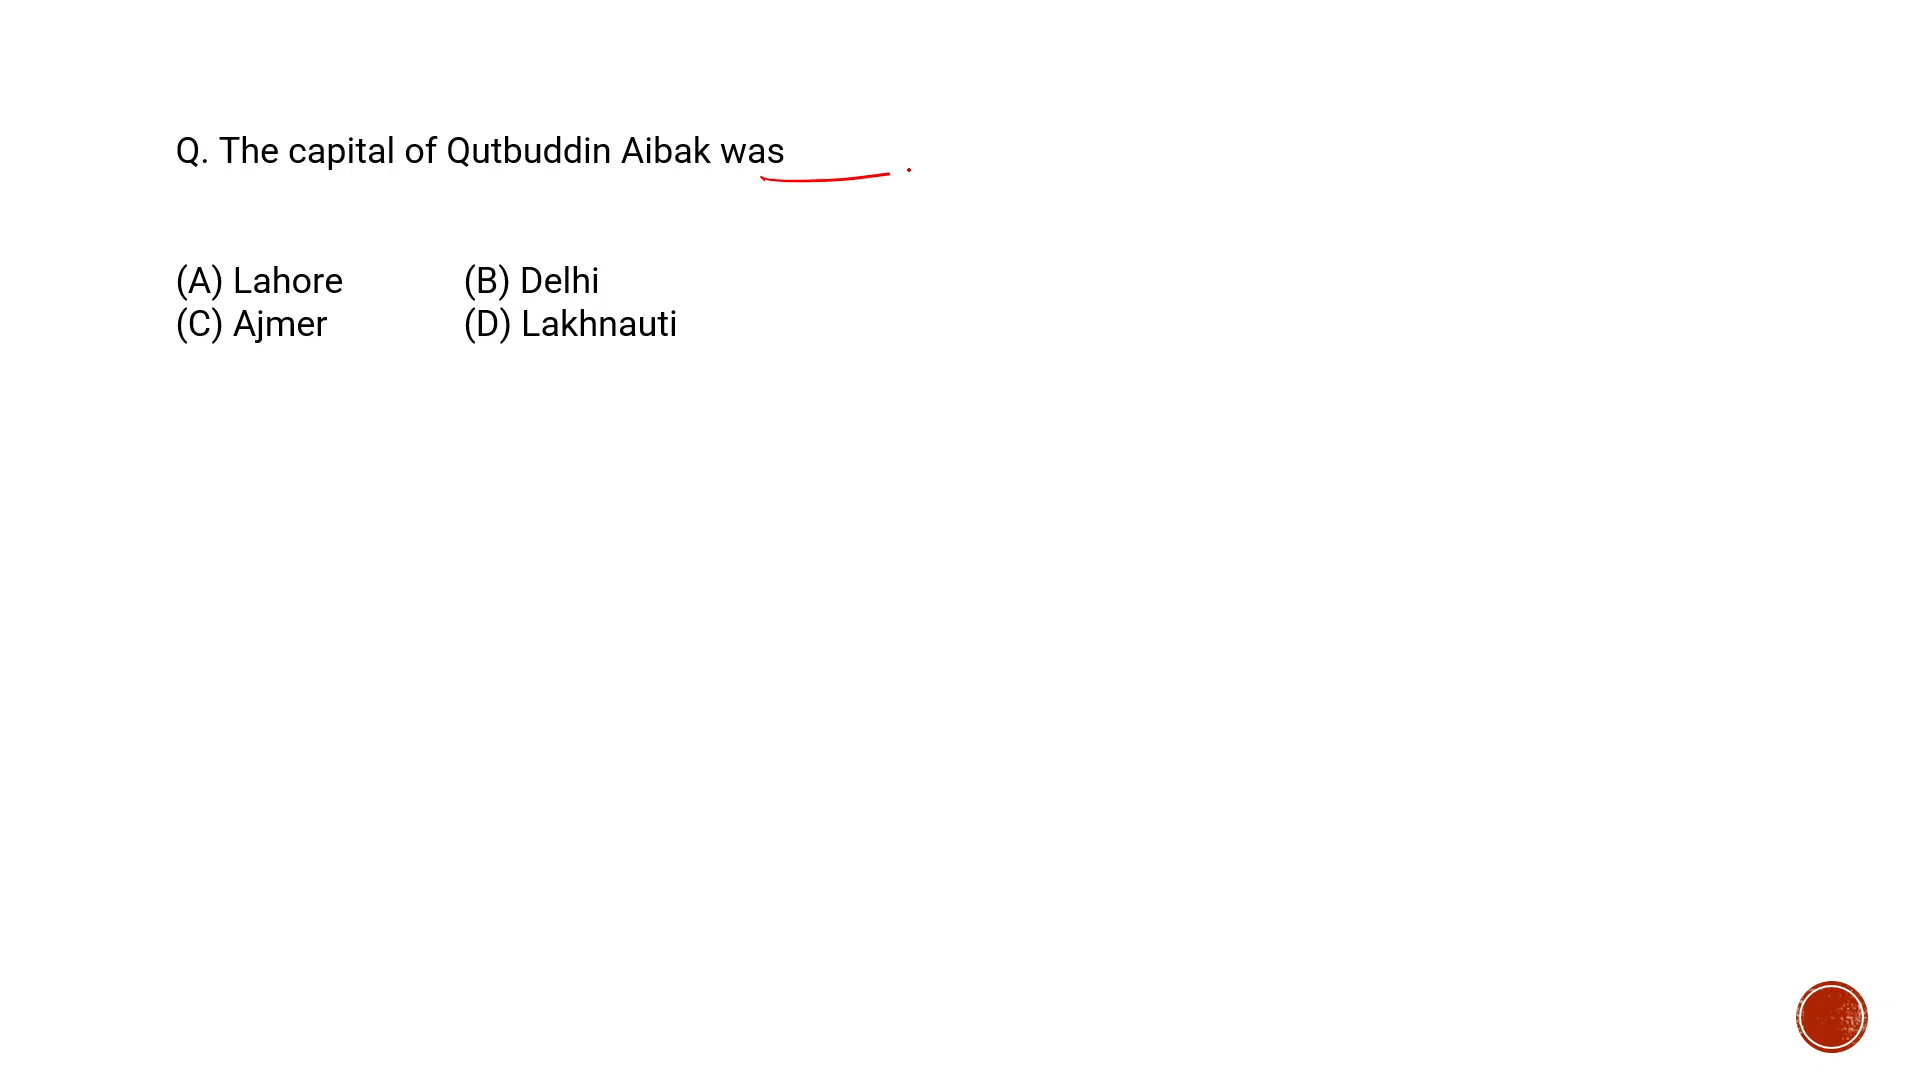 Q. The capital of Qutbuddin Aibak was
(A) Lahore (B) Delhi
(C) Ajmer (D) Lakhnauti